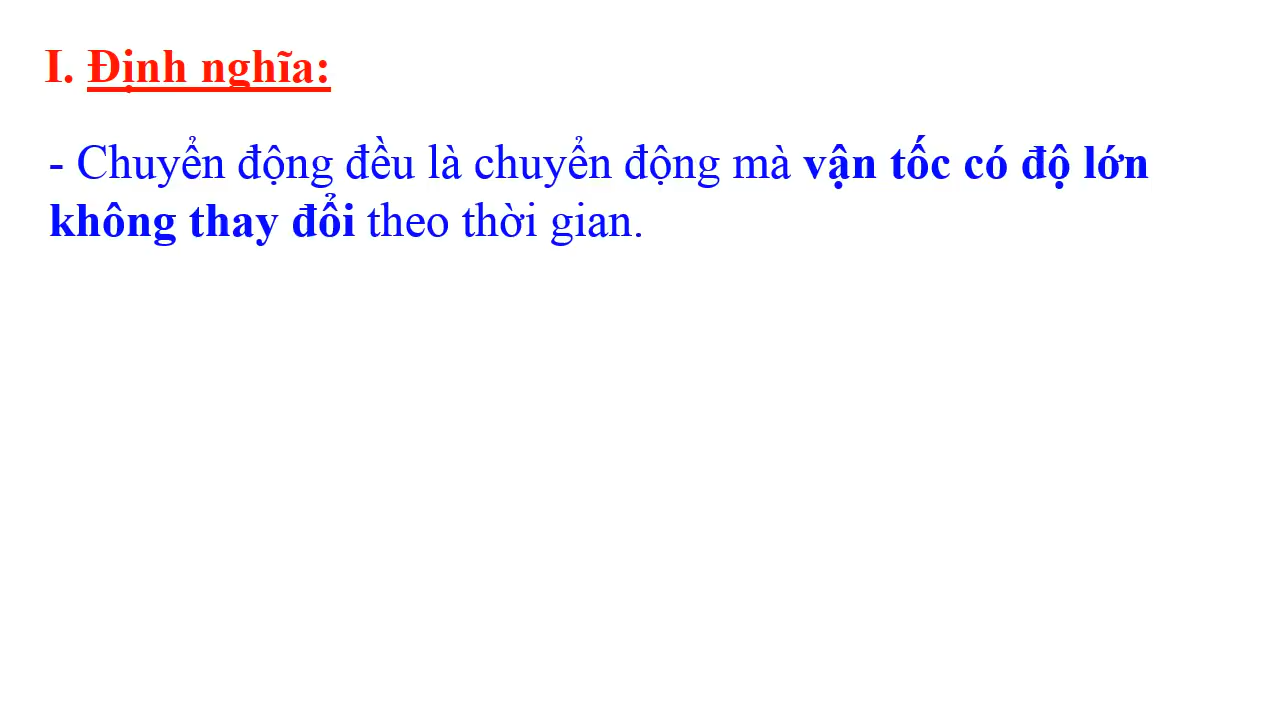 I. Định nghĩa:
- Chuyển động đều là chuyển động mà vận tốc có độ lớn
không thay đổi theo thời gian.